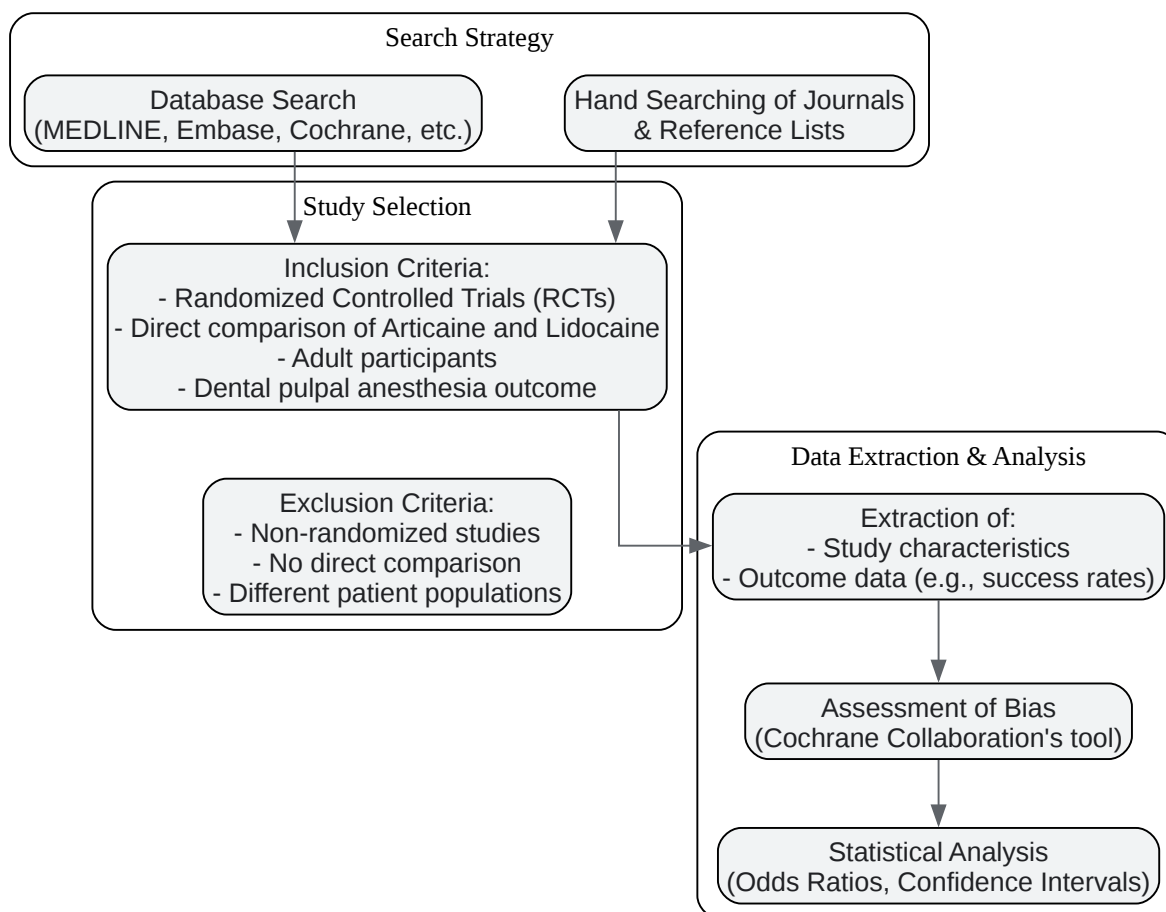 Search Strategy
Database Search
(MEDLINE, Embase, Cochrane, etc.)
Hand Searching of Journals
& Reference Lists
Study Selection
Inclusion Criteria:
- Randomized Controlled Trials (RCTs)
- Direct comparison of Articaine and Lidocaine
- Adult participants
- Dental pulpal anesthesia outcome
Exclusion Criteria:
- Non-randomized studies
- No direct comparison
- Different patient populations
Data Extraction & Analysis
Extraction of:
- Study characteristics
- Outcome data (e.g., success rates)
Assessment of Bias
(Cochrane Collaboration's tool)
Statistical Analysis
(Odds Ratios, Confidence Intervals)